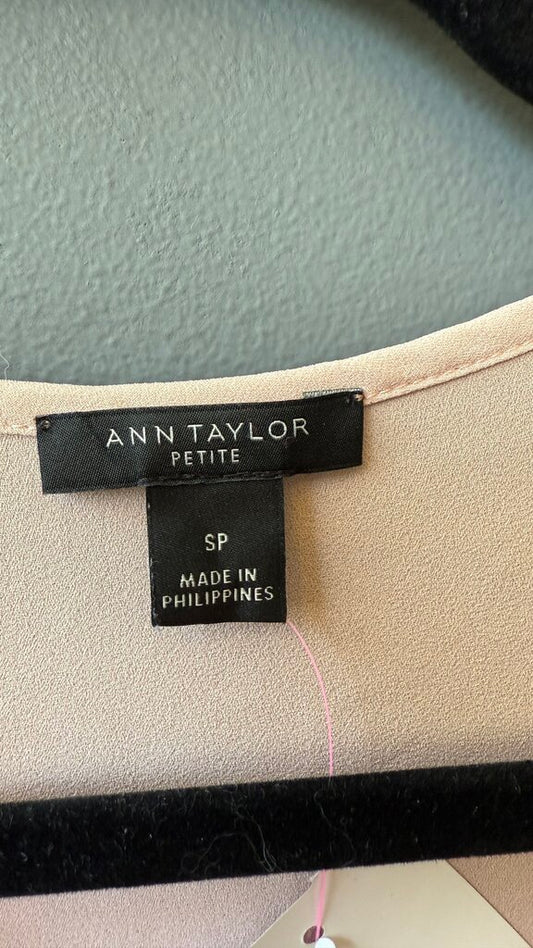 ANN TAYLOR
PETITE
SP
MADE IN
PHILIPPINES